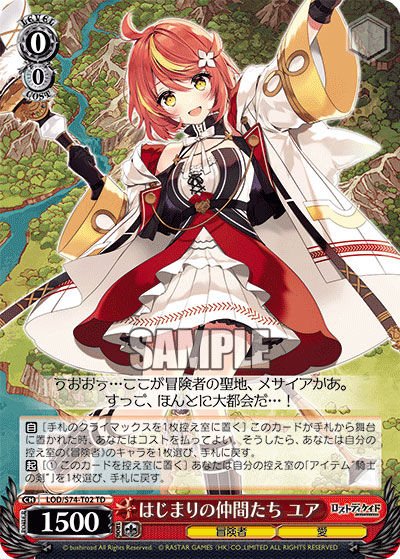 LEVEL
0
0
COST
SAMPLE
うおおぅ…ここが冒険者の聖地、メサイアかあ。
すっご、ほんとに大都会だ…！
自 [手札のクライマックスを1枚控え室に置く] このカードが手札から舞台
に置かれた時、あなたはコストを払ってよい。そうしたら、あなたは自分の
控え室の《冒険者》のキャラを1枚選び、手札に戻す。
起 [① このカードを控え室に置く] あなたは自分の控え室の「アイテム“騎士
の剣”」を1枚選び、手札に戻す。
CH LOD/S74-T02 TD
POWER
1500
はじまりの仲間たち ユア
ロストディケイド
冒険者
愛
© bushiroad All Rights Reserved. © RASTAR GAMES (HK) CO.,LIMITED ALL RIGHTS RESERVED.